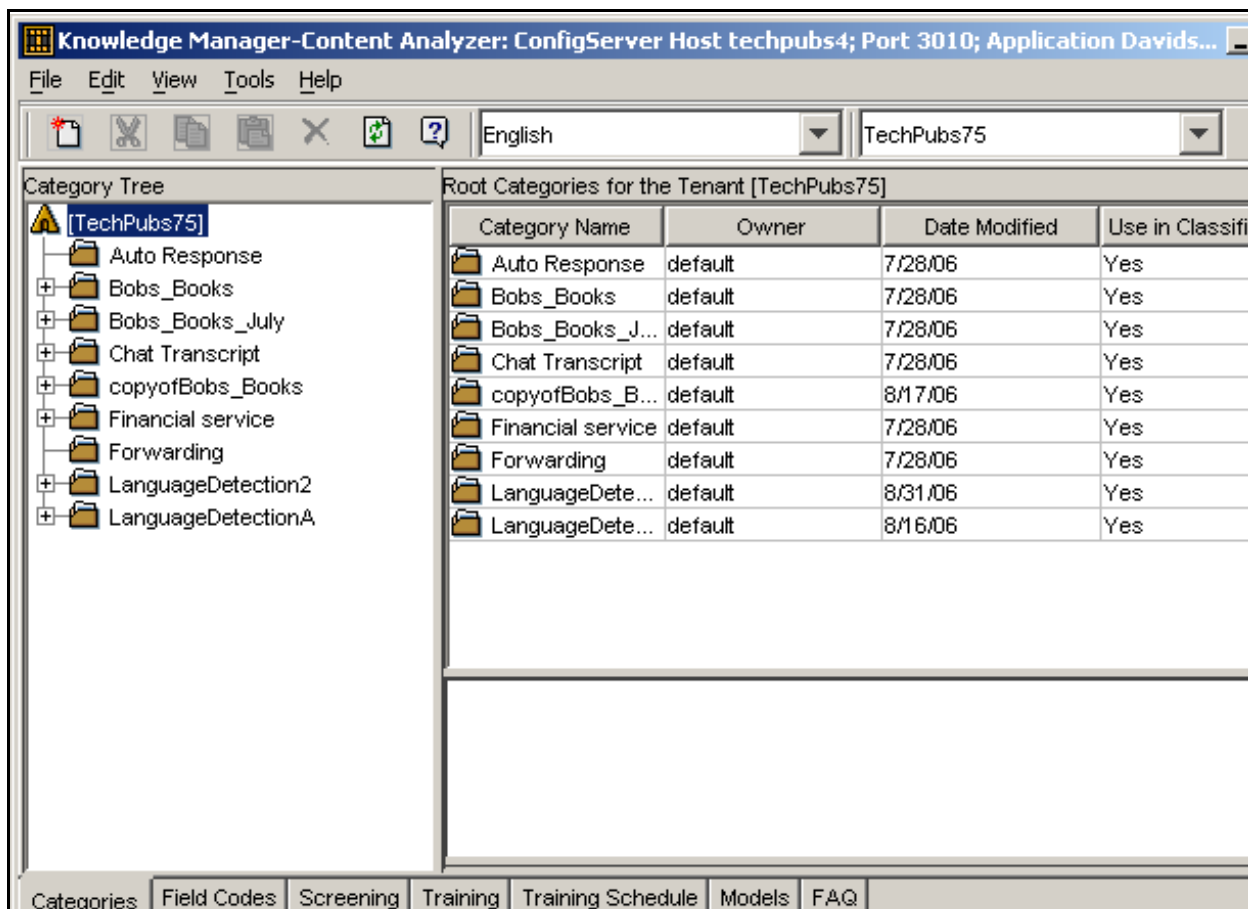 Knowledge Manager-Content Analyzer: ConfigServer Host techpubs4; Port 3010; Application Davids...
File Edit View Tools Help
English TechPubs75
Category Tree
[TechPubs75]
Auto Response
Bobs_Books
Bobs_Books_July
Chat Transcript
copyofBobs_Books
Financial service
Forwarding
LanguageDetection2
LanguageDetectionA
Root Categories for the Tenant [TechPubs75]
Category Name Owner Date Modified Use in Classifi
Auto Response default 7/28/06 Yes
Bobs_Books default 7/28/06 Yes
Bobs_Books_J... default 7/28/06 Yes
Chat Transcript default 7/28/06 Yes
copyofBobs_B... default 8/17/06 Yes
Financial service default 7/28/06 Yes
Forwarding default 7/28/06 Yes
LanguageDete... default 8/31/06 Yes
LanguageDete... default 8/16/06 Yes
Categories Field Codes Screening Training Training Schedule Models FAQ